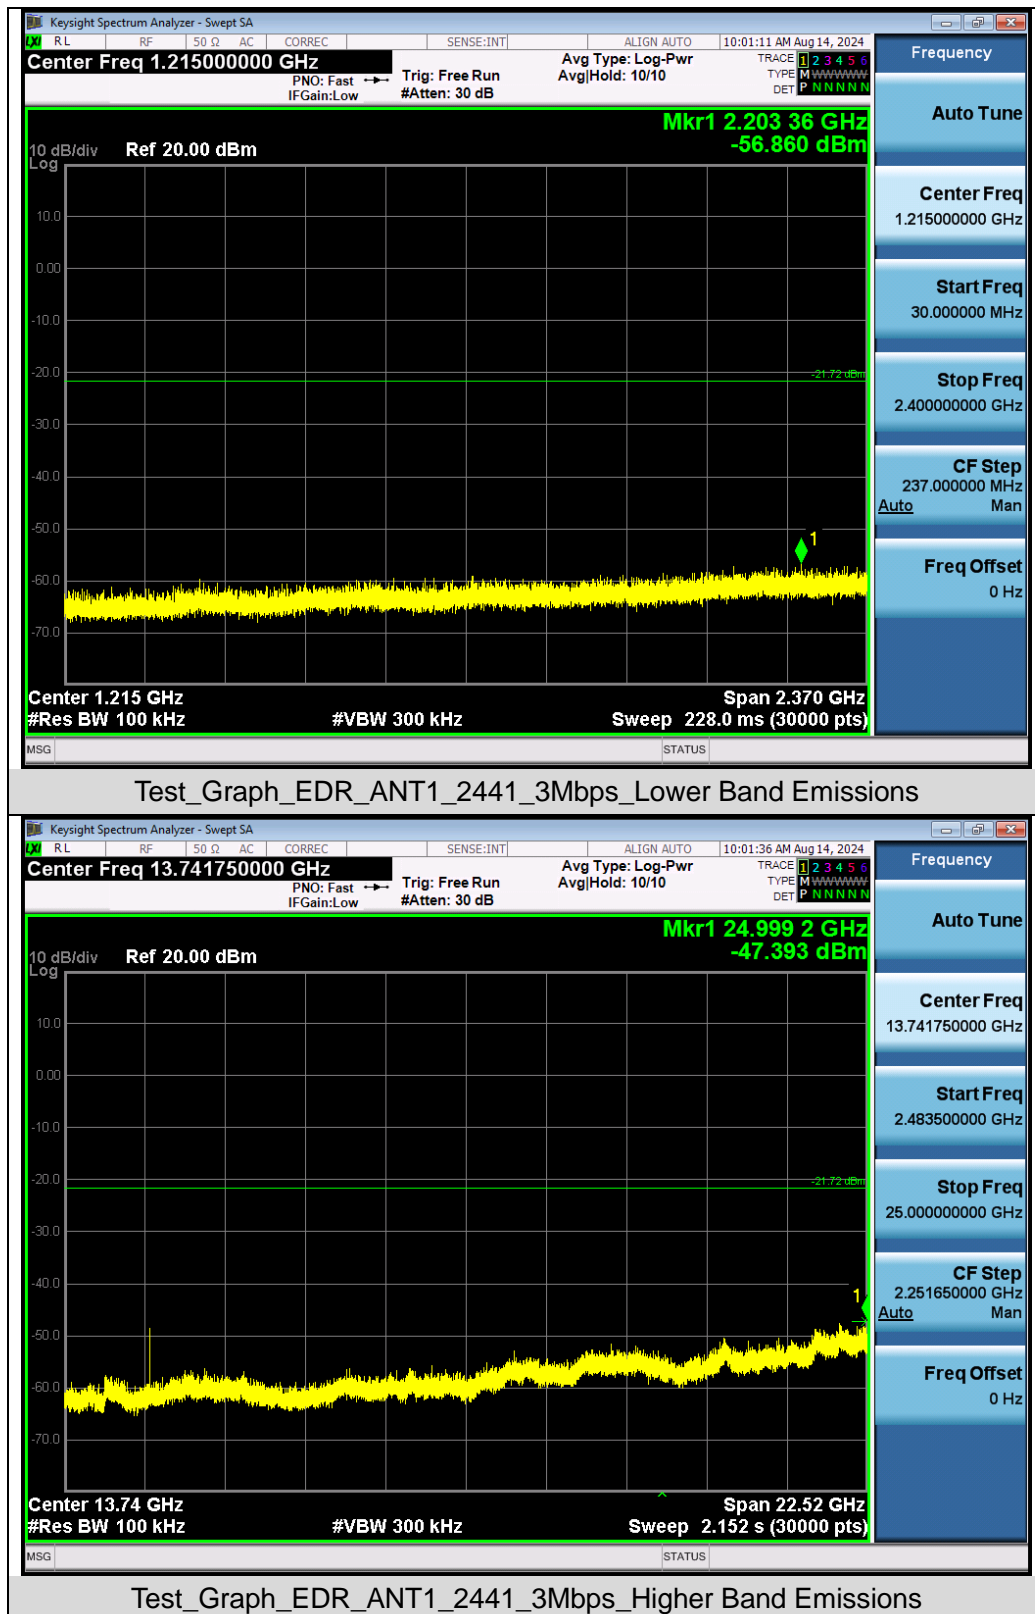 Keysight Spectrum Analyzer - Swept SA
LXI RL RF 50 Ω AC CORREC SENSE:INT ALIGN AUTO 10:01:11 AM Aug 14, 2024
Center Freq 1.215000000 GHz
PNO: Fast
IFGain:Low
Trig: Free Run
#Atten: 30 dB
Avg Type: Log-Pwr
Avg|Hold: 10/10
TRACE 1 2 3 4 5 6
TYPE M WWWWW
DET P N N N N N
Mkr1 2.203 36 GHz
-56.860 dBm
10 dB/div
Log
Ref 20.00 dBm
10.0
0.00
-10.0
-20.0
-21.72 dBm
-30.0
-40.0
-50.0
1
-60.0
-70.0
Center 1.215 GHz
Span 2.370 GHz
#Res BW 100 kHz
#VBW 300 kHz
Sweep 228.0 ms (30000 pts)
MSG
STATUS
Frequency
Auto Tune
Center Freq
1.215000000 GHz
Start Freq
30.000000 MHz
Stop Freq
2.400000000 GHz
CF Step
237.000000 MHz
Auto Man
Freq Offset
0 Hz
Test_Graph_EDR_ANT1_2441_3Mbps_Lower Band Emissions
Keysight Spectrum Analyzer - Swept SA
LXI RL RF 50 Ω AC CORREC SENSE:INT ALIGN AUTO 10:01:36 AM Aug 14, 2024
Center Freq 13.741750000 GHz
PNO: Fast
IFGain:Low
Trig: Free Run
#Atten: 30 dB
Avg Type: Log-Pwr
Avg|Hold: 10/10
TRACE 1 2 3 4 5 6
TYPE M WWWWW
DET P N N N N N
Mkr1 24.999 2 GHz
-47.393 dBm
10 dB/div
Log
Ref 20.00 dBm
10.0
0.00
-10.0
-20.0
-21.72 dBm
-30.0
-40.0
1
-50.0
-60.0
-70.0
Center 13.74 GHz
Span 22.52 GHz
#Res BW 100 kHz
#VBW 300 kHz
Sweep 2.152 s (30000 pts)
MSG
STATUS
Frequency
Auto Tune
Center Freq
13.741750000 GHz
Start Freq
2.483500000 GHz
Stop Freq
25.000000000 GHz
CF Step
2.251650000 GHz
Auto Man
Freq Offset
0 Hz
Test_Graph_EDR_ANT1_2441_3Mbps_Higher Band Emissions